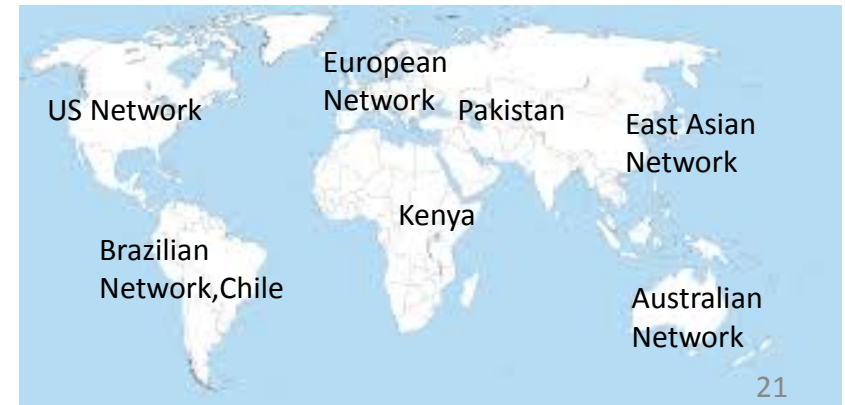 European
Network
US Network
Pakistan
East Asian
Network
Kenya
Brazilian
Network,Chile
Australian
Network
21